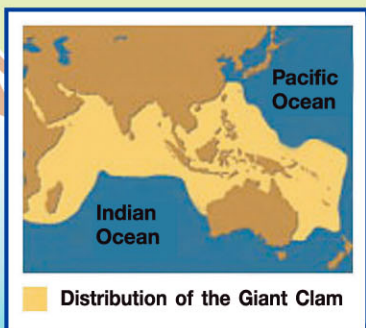 Pacific
Ocean
Indian
Ocean
Distribution of the Giant Clam